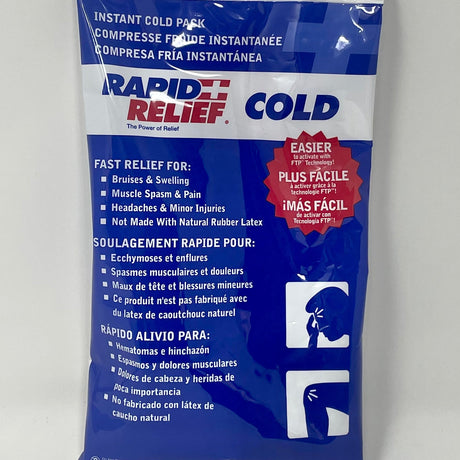 INSTANT COLD PACK
COMPRESSE FROIDE INSTANTANÉE
COMPRESA FRÍA INSTANTÁNEA
RAPID
RELIEF®
The Power of Relief
COLD
EASIER
to activate with
FTP™ Technology!
PLUS FACILE
à activer grâce à la
technologie FTP™!
¡MÁS FÁCIL
de activar con
Tecnología FTP™!
FAST RELIEF FOR:
Bruises & Swelling
Muscle Spasm & Pain
Headaches & Minor Injuries
Not Made With Natural Rubber Latex
SOULAGEMENT RAPIDE POUR:
Ecchymoses et enflures
Spasmes musculaires et douleurs
Maux de tête et blessures mineures
Ce produit n'est pas fabriqué avec
du latex de caoutchouc naturel
RÁPIDO ALIVIO PARA:
Hematomas e hinchazón
Espasmos y dolores musculares
Dolores de cabeza y heridas de
poca importancia
No fabricado con látex de
caucho natural